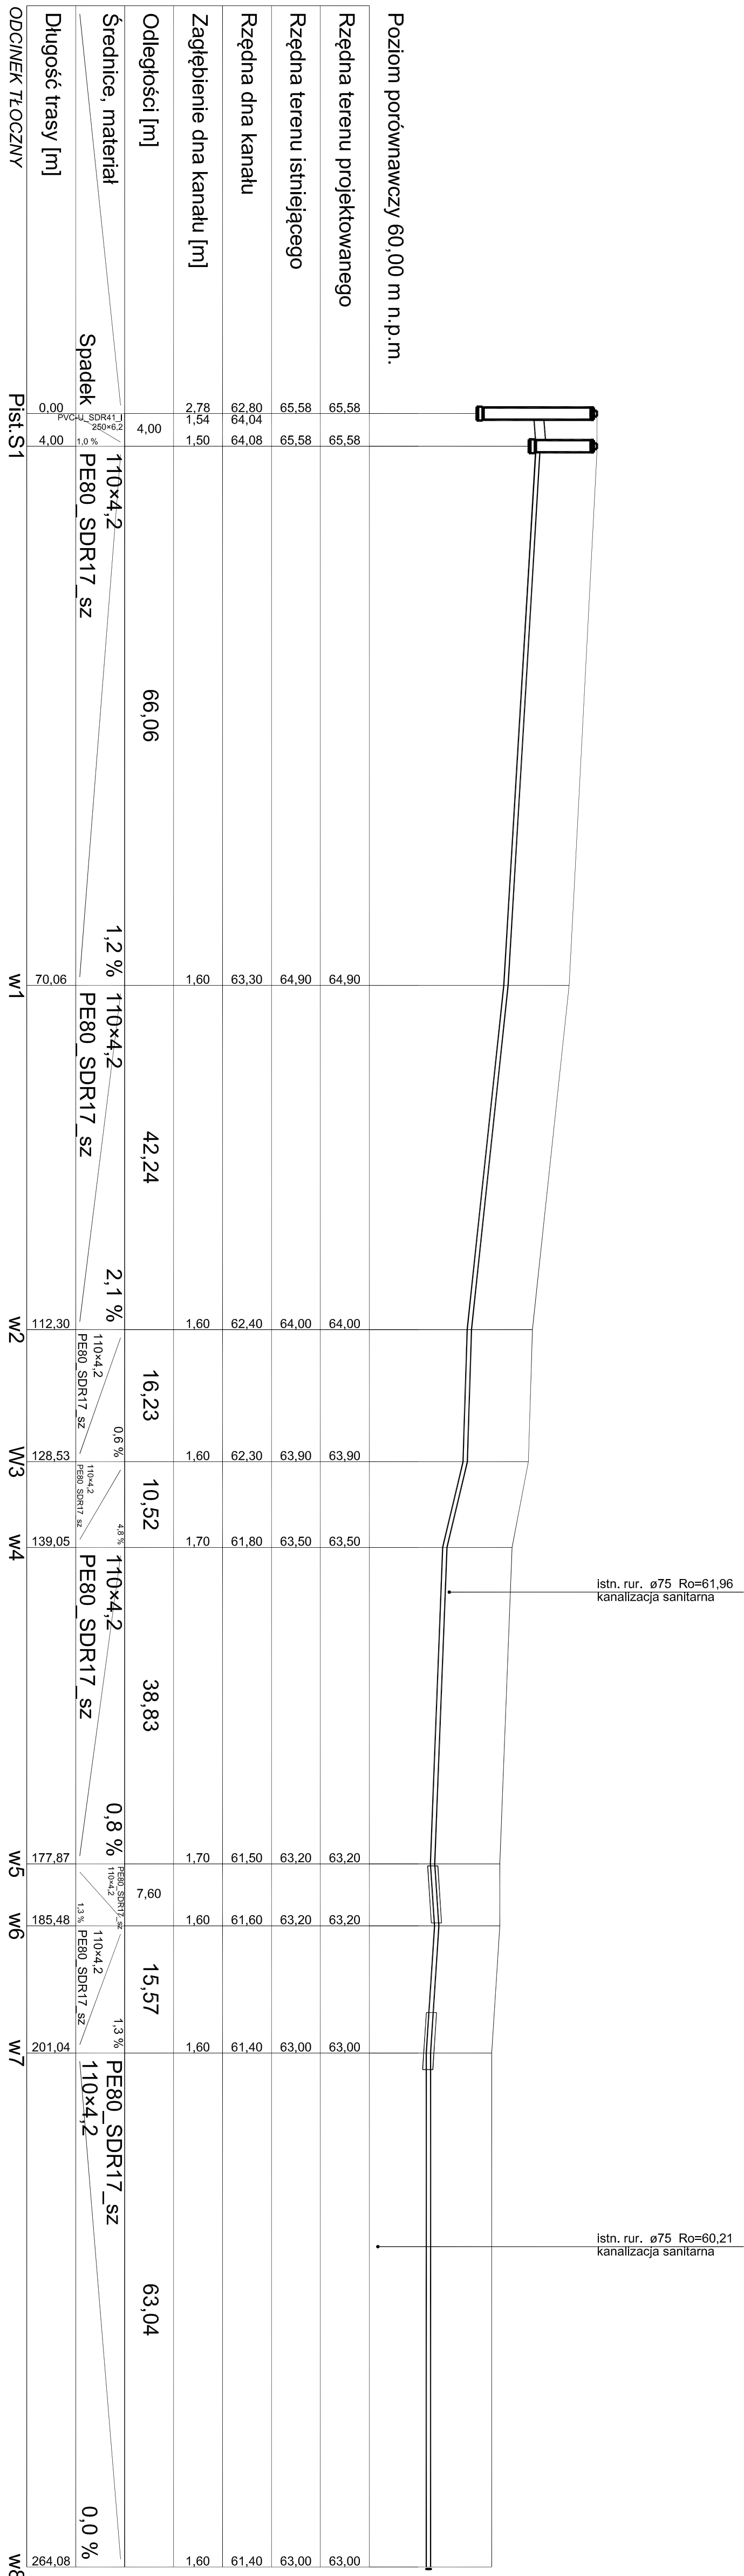 Poziom porównawczy 60,00 m n.p.m.
istn. rur. ø75 Ro=61,96
kanalizacja sanitarna
istn. rur. ø75 Ro=60,21
kanalizacja sanitarna
Rzędna terenu projektowanego
65,58 65,58 64,90 64,00 63,90 63,50 63,20 63,20 63,00 63,00
Rzędna terenu istniejącego
65,58 65,58 64,90 64,00 63,90 63,50 63,20 63,20 63,00 63,00
Rzędna dna kanału
62,80 64,04 64,08 63,30 62,40 62,30 61,80 61,50 61,60 61,40 61,40
Zagłębienie dna kanału [m]
2,78 1,54 1,50 1,60 1,60 1,60 1,70 1,70 1,60 1,60 1,60
Odległości [m]
4,00 66,06 42,24 16,23 10,52 38,83 7,60 15,57 63,04
Średnice, materiał
Spadek
PVC-U_SDR41_l
250×6,2
1,0 %
110×4,2
PE80_SDR17_sz
1,2 %
110×4,2
PE80_SDR17_sz
2,1 %
110×4,2
PE80_SDR17_sz
0,6 %
110×4,2
PE80_SDR17_sz
4,8 %
110×4,2
PE80_SDR17_sz
0,8 %
PE80_SDR17_sz
110×4,2
1,3 %
110×4,2
PE80_SDR17_sz
1,3 %
PE80_SDR17_sz
110×4,2
0,0 %
Długość trasy [m]
0,00 4,00 70,06 112,30 128,53 139,05 177,87 185,48 201,04 264,08
ODCINEK TŁOCZNY
Pist. S1 w1 w2 W3 w4 w5 w6 w7 w8